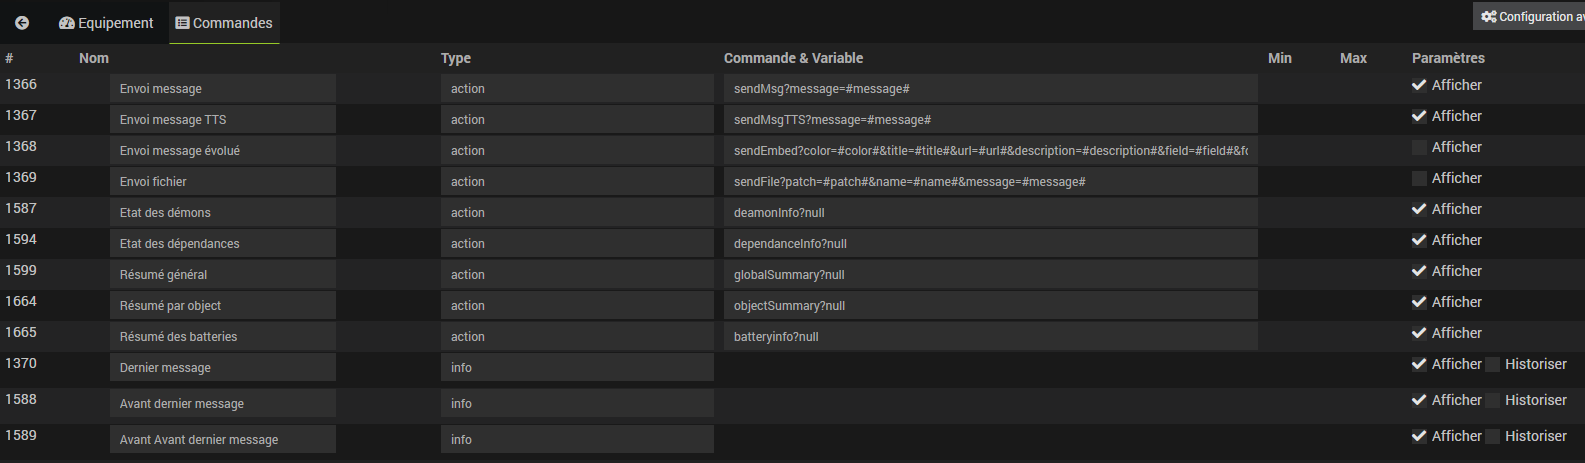 Equipement Commandes Configuration av
# Nom Type Commande & Variable Min Max Paramètres
1366 Envoi message action sendMsg?message=#message# Afficher
1367 Envoi message TTS action sendMsgTTS?message=#message# Afficher
1368 Envoi message évolué action sendEmbed?color=#color#&title=#title#&url=#url#&description=#description#&field=#field#&fo Afficher
1369 Envoi fichier action sendFile?patch=#patch#&name=#name#&message=#message# Afficher
1587 Etat des démons action deamonInfo?null Afficher
1594 Etat des dépendances action dependanceInfo?null Afficher
1599 Résumé général action globalSummary?null Afficher
1664 Résumé par object action objectSummary?null Afficher
1665 Résumé des batteries action batteryinfo?null Afficher
1370 Dernier message info Afficher Historiser
1588 Avant dernier message info Afficher Historiser
1589 Avant Avant dernier message info Afficher Historiser